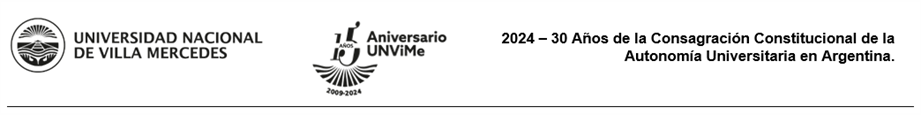 UNIVERSIDAD NACIONAL
DE VILLA MERCEDES
15
AÑOS
Aniversario
UNViMe
2009-2024
2024 – 30 Años de la Consagración Constitucional de la
Autonomía Universitaria en Argentina.